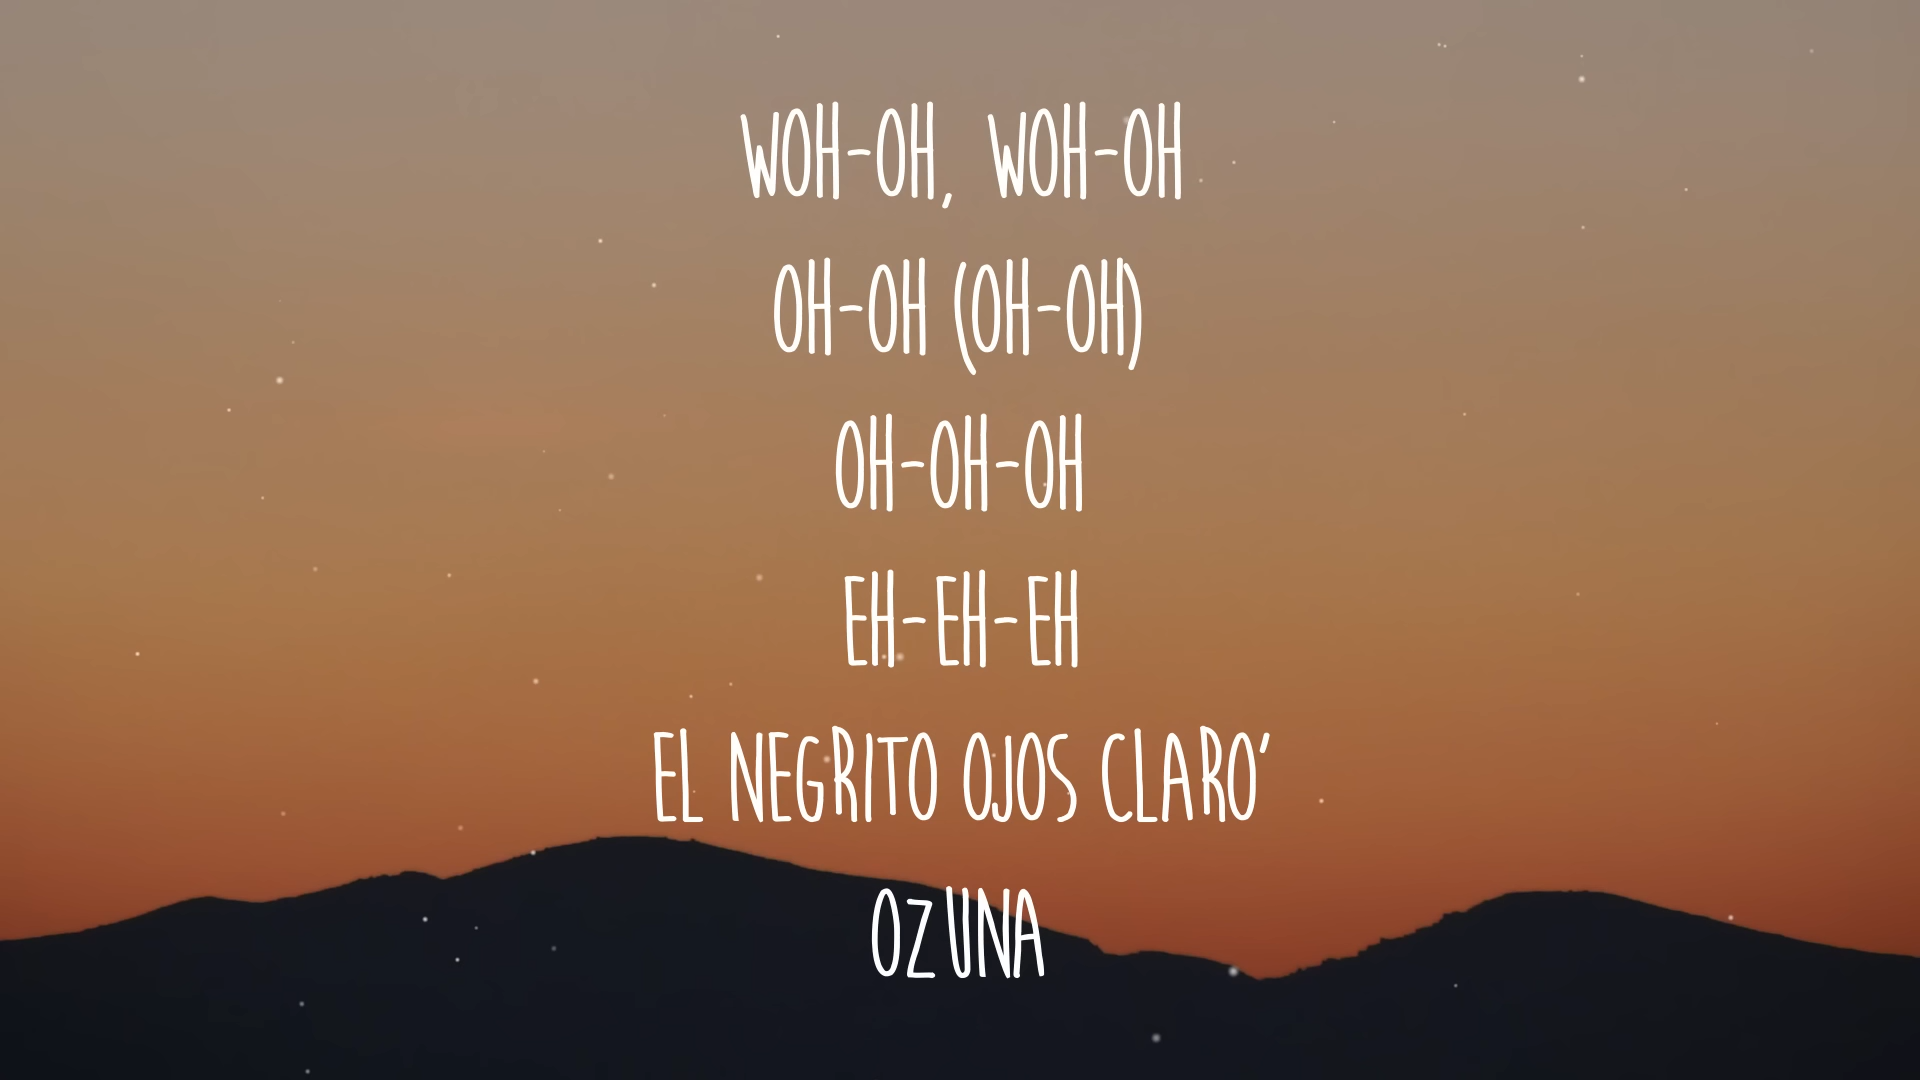 WOH-OH, WOH-OH
OH-OH (OH-OH)
OH-OH-OH
EH-EH-EH
EL NEGRITO OJOS CLARO'
OZUNA